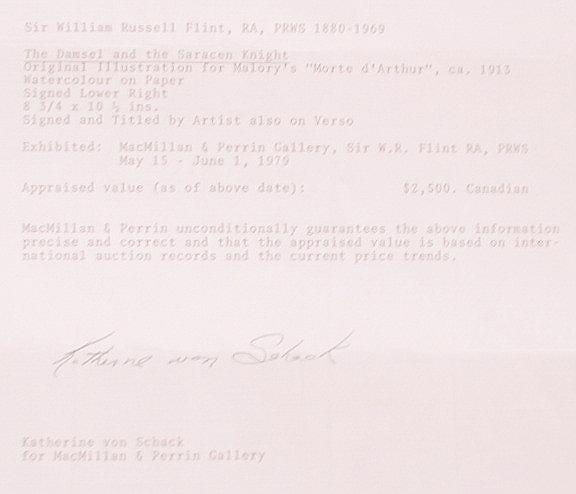 Sir William Russell Flint, RA, PRWS 1880-1969
The Damsel and the Saracen Knight
Original Illustration for Malory's "Morte d'Arthur", ca. 1913
Watercolour on Paper
Signed Lower Right
8 3/4 x 10 ½ ins.
Signed and Titled by Artist also on Verso
Exhibited: MacMillan & Perrin Gallery, Sir W.R. Flint RA, PRWS
May 15 - June 1, 1979
Appraised value (as of above date): $2,500. Canadian
MacMillan & Perrin unconditionally guarantees the above information
precise and correct and that the appraised value is based on inter-
national auction records and the current price trends.
Katherine von Schack
Katherine von Schack
for MacMillan & Perrin Gallery